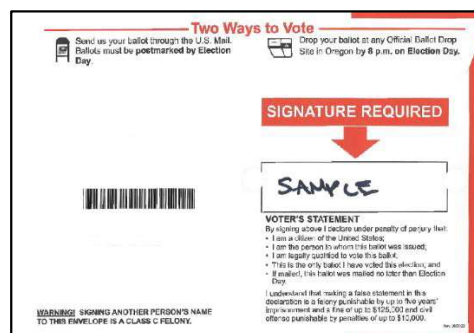 Two Ways to Vote
Send us your ballot through the U.S. Mail.
Ballots must be postmarked by Election
Day.
Drop your ballot at any Official Ballot Drop
Site in Oregon by 8 p.m. on Election Day.
SIGNATURE REQUIRED
SAMPLE
VOTER'S STATEMENT
By signing above I declare under penalty of perjury that:
• I am a citizen of the United States;
• I am the person to whom this ballot was issued;
• I am legally qualified to vote this ballot;
• This is the only ballot I have voted this election; and
• If mailed, this ballot was mailed no later than Election
Day.
I understand that making a false statement in this
declaration is a felony punishable by up to five years'
imprisonment and a fine of up to $125,000 and civil
offense punishable by penalties of up to $10,000.
WARNING! SIGNING ANOTHER PERSON'S NAME
TO THIS ENVELOPE IS A CLASS C FELONY.